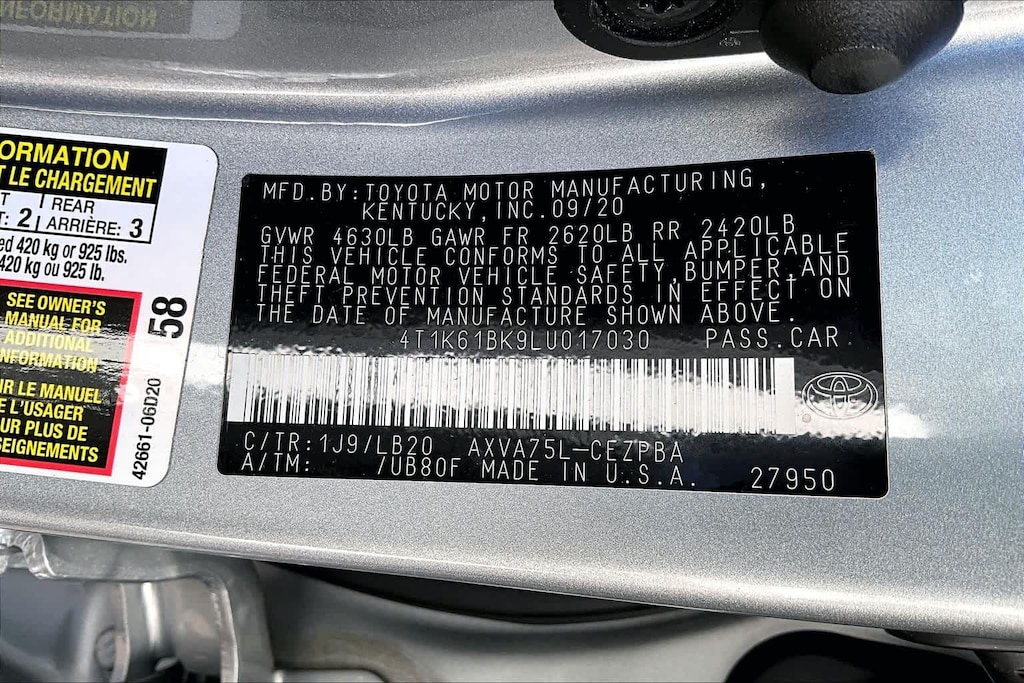 INFORMATION
ORMATION
T LE CHARGEMENT
T | REAR
T: 2 | ARRIÈRE: 3
ed 420 kg or 925 lbs.
420 kg ou 925 lb.
SEE OWNER'S
MANUAL FOR
ADDITIONAL
INFORMATION
IR LE MANUEL
E L'USAGER
UR PLUS DE
SEIGNEMENTS
58
42661-06D20
MFD.BY:TOYOTA MOTOR MANUFACTURING,
KENTUCKY,INC.09/20
GVWR 4630LB GAWR FR 2620LB RR 2420LB
THIS VEHICLE CONFORMS TO ALL APPLICABLE
FEDERAL MOTOR VEHICLE SAFETY,BUMPER,AND
THEFT PREVENTION STANDARDS IN EFFECT ON
THE DATE OF MANUFACTURE SHOWN ABOVE.
4T1K61BK9LU017030 PASS.CAR
C/TR:1J9/LB20 AXVA75L-CEZPBA
A/TM: /UB80F MADE IN U.S.A. 27950